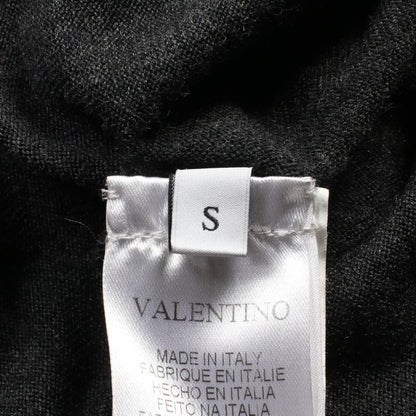 S
VALENTINO
MADE IN ITALY
FABRIQUE EN ITALIE
HECHO EN ITALIA
FEITO NA ITALIA